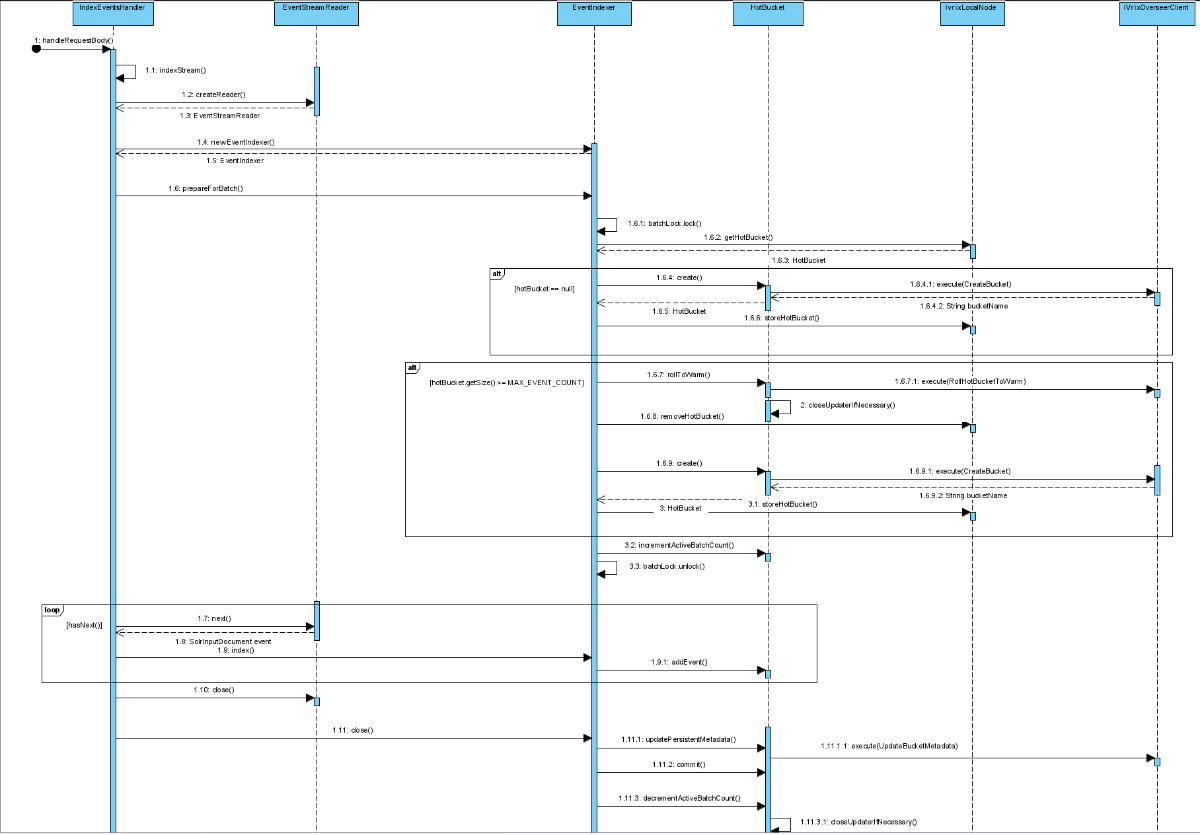 IndexEventsHandler
EventStreamReader
EventIndexer
HotBucket
IvrixLocalNode
IVrixOverseerClient
1: handleRequestBody()
1.1: indexStream()
1.2: createReader()
1.3: EventStreamReader
1.4: newEventIndexer()
1.5: EventIndexer
1.6: prepareForBatch()
1.6.1: batchLock.lock()
1.6.2: getHotBucket()
1.6.3: HotBucket
alt
[hotBucket == null]
1.6.4: create()
1.6.4.1: execute(CreateBucket)
1.6.4.2: String bucketName
1.6.5: HotBucket
1.6.6: storeHotBucket()
alt
[hotBucket.getSize() >= MAX_EVENT_COUNT]
1.6.7: rollToWarm()
1.6.7.1: execute(RollHotBucketToWarm)
2: closeUpdaterIfNecessary()
1.6.8: removeHotBucket()
1.6.9: create()
1.6.9.1: execute(CreateBucket)
1.6.9.2: String bucketName
3: HotBucket
3.1: storeHotBucket()
3.2: incrementActiveBatchCount()
3.3: batchLock.unlock()
loop
[hasNext()]
1.7: next()
1.8: SolrInputDocument event
1.9: index()
1.9.1: addEvent()
1.10: close()
1.11: close()
1.11.1: updatePersistentMetadata()
1.11.1.1: execute(UpdateBucketMetadata)
1.11.2: commit()
1.11.3: decrementActiveBatchCount()
1.11.3.1: closeUpdaterIfNecessary()